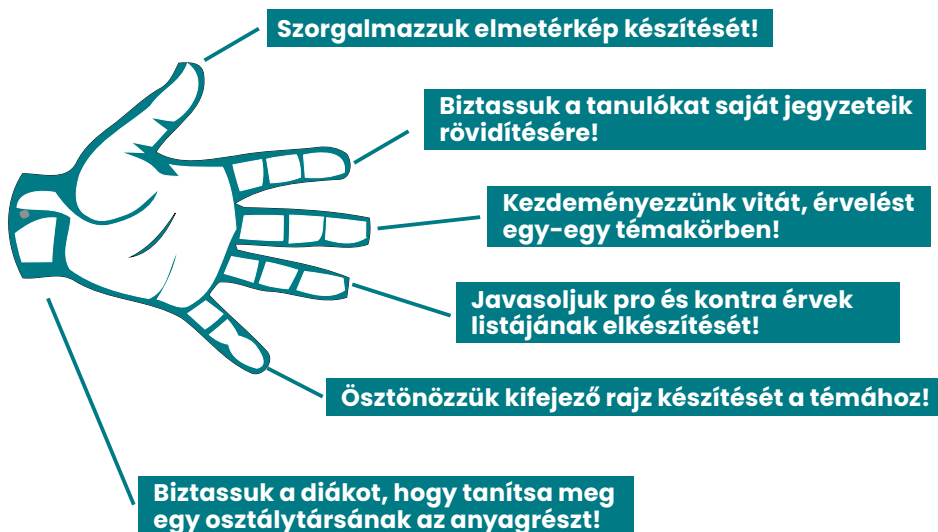 Szorgalmazzuk elmetérkép készítését!
Biztassuk a tanulókat saját jegyzeteik
rövidítésére!
Kezdeményezzünk vitát, érvelést
egy-egy témakörben!
Javasoljuk pro és kontra érvek
listájának elkészítését!
Ösztönözzük kifejező rajz készítését a témához!
Biztassuk a diákot, hogy tanítsa meg
egy osztálytársának az anyagrészt!